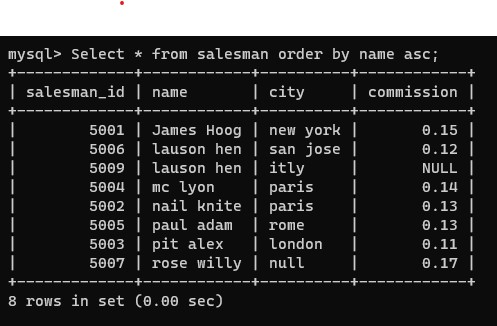 mysql> Select * from salesman order by name asc;
+-------------+------------+----------+------------+
| salesman_id | name       | city     | commission |
+-------------+------------+----------+------------+
|        5001 | James Hoog | new york |       0.15 |
|        5006 | lauson hen | san jose |       0.12 |
|        5009 | lauson hen | itly     |       NULL |
|        5004 | mc lyon    | paris    |       0.14 |
|        5002 | nail knite | paris    |       0.13 |
|        5005 | paul adam  | rome     |       0.13 |
|        5003 | pit alex   | london   |       0.11 |
|        5007 | rose willy | null     |       0.17 |
+-------------+------------+----------+------------+
8 rows in set (0.00 sec)